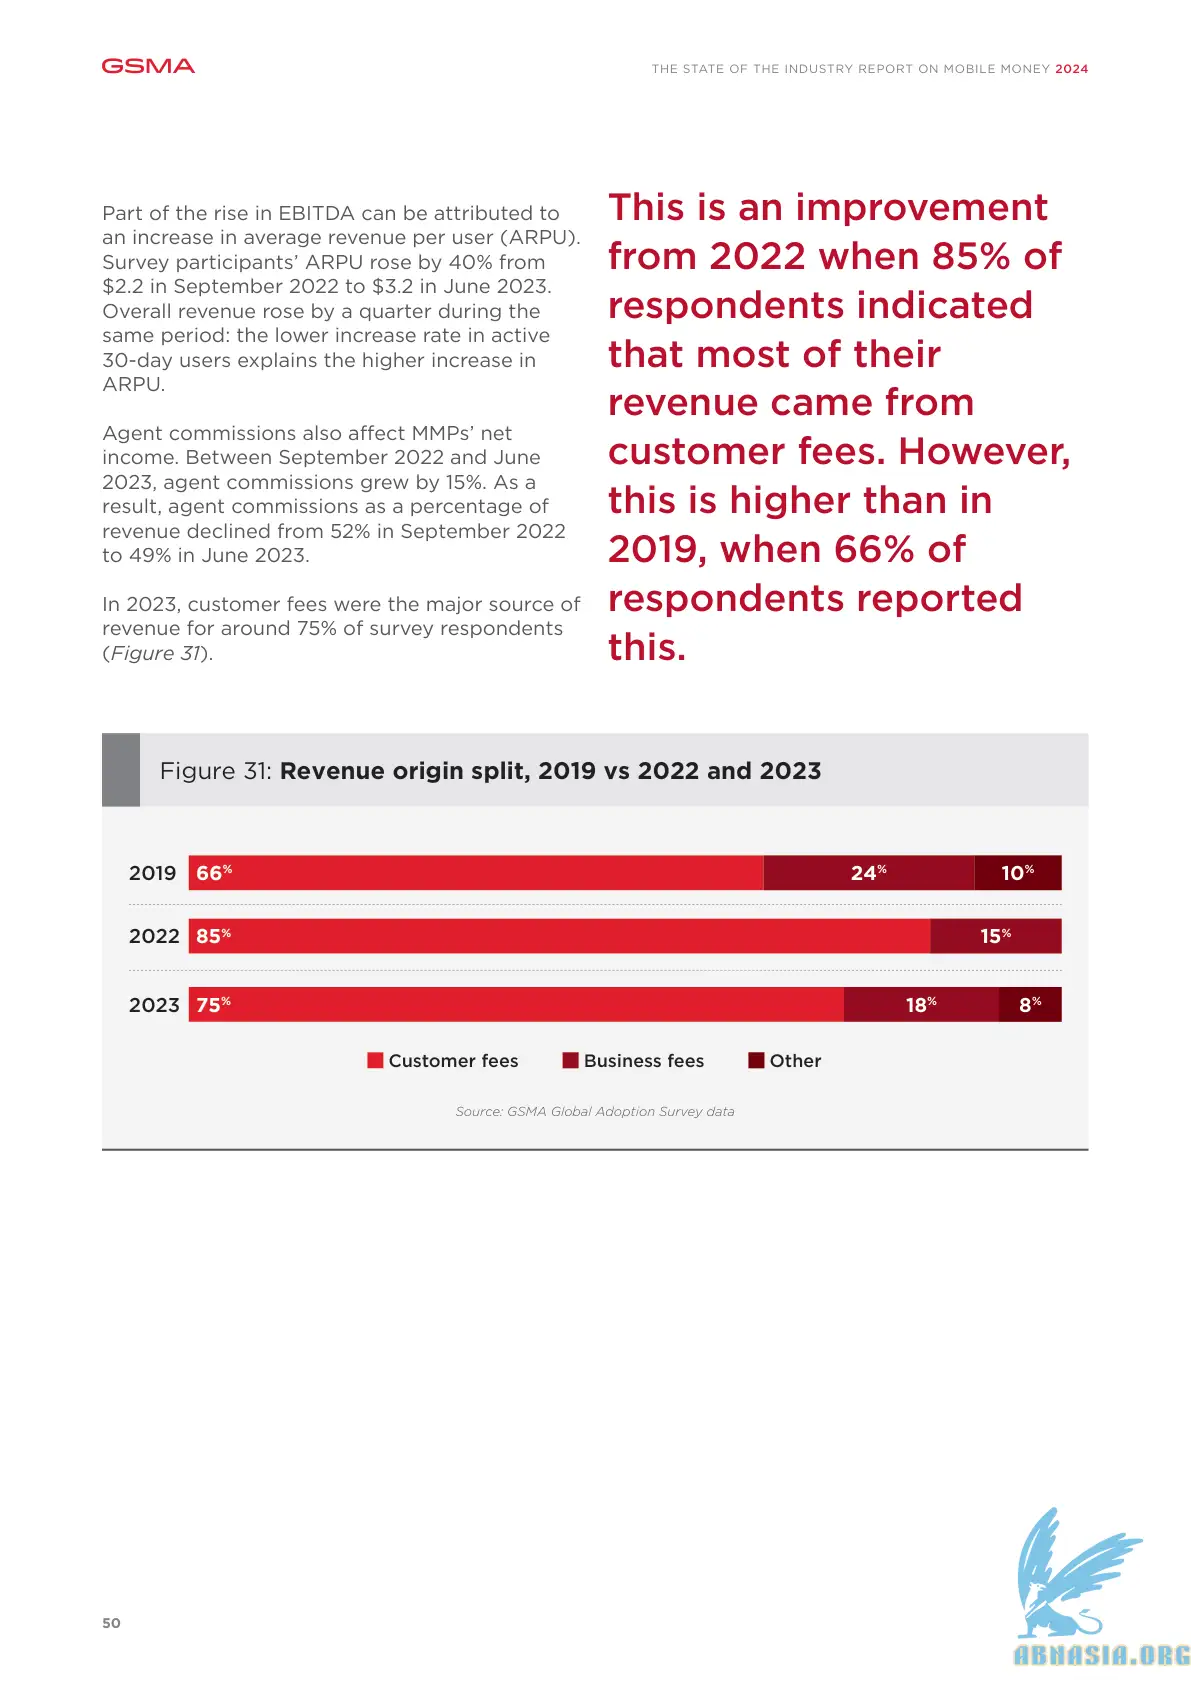 GSMA
THE STATE OF THE INDUSTRY REPORT ON MOBILE MONEY 2024
Part of the rise in EBITDA can be attributed to
an increase in average revenue per user (ARPU).
Survey participants’ ARPU rose by 40% from
$2.2 in September 2022 to $3.2 in June 2023.
Overall revenue rose by a quarter during the
same period: the lower increase rate in active
30-day users explains the higher increase in
ARPU.
Agent commissions also affect MMPs’ net
income. Between September 2022 and June
2023, agent commissions grew by 15%. As a
result, agent commissions as a percentage of
revenue declined from 52% in September 2022
to 49% in June 2023.
In 2023, customer fees were the major source of
revenue for around 75% of survey respondents
(Figure 31).
This is an improvement
from 2022 when 85% of
respondents indicated
that most of their
revenue came from
customer fees. However,
this is higher than in
2019, when 66% of
respondents reported
this.
Figure 31: Revenue origin split, 2019 vs 2022 and 2023
2019 66% 24% 10%
2022 85% 15%
2023 75% 18% 8%
Customer fees Business fees Other
Source: GSMA Global Adoption Survey data
50
ABNASIA.ORG